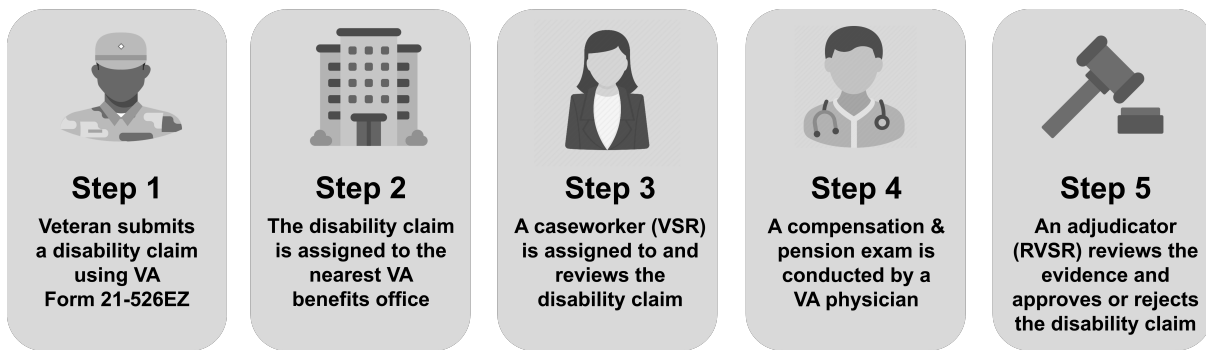 Step 1
Veteran submits
a disability claim
using VA
Form 21-526EZ
Step 2
The disability claim
is assigned to the
nearest VA
benefits office
Step 3
A caseworker (VSR)
is assigned to and
reviews the
disability claim
Step 4
A compensation &
pension exam is
conducted by a
VA physician
Step 5
An adjudicator
(RVSR) reviews the
evidence and
approves or rejects
the disability claim